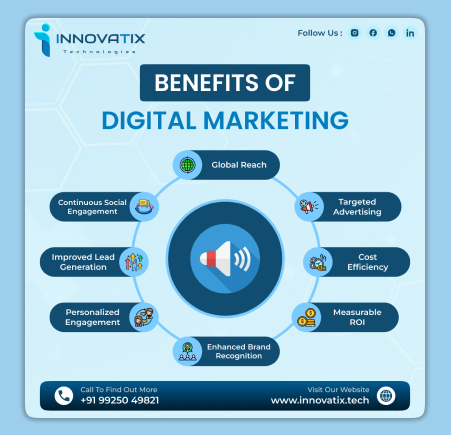 INNOVATIX
Technologies
Follow Us :
BENEFITS OF
DIGITAL MARKETING
Global Reach
Continuous Social
Engagement
Targeted
Advertising
Improved Lead
Generation
Cost
Efficiency
Personalized
Engagement
Measurable
ROI
Enhanced Brand
Recognition
Call To Find Out More
+91 99250 49821
Visit Our Website
www.innovatix.tech